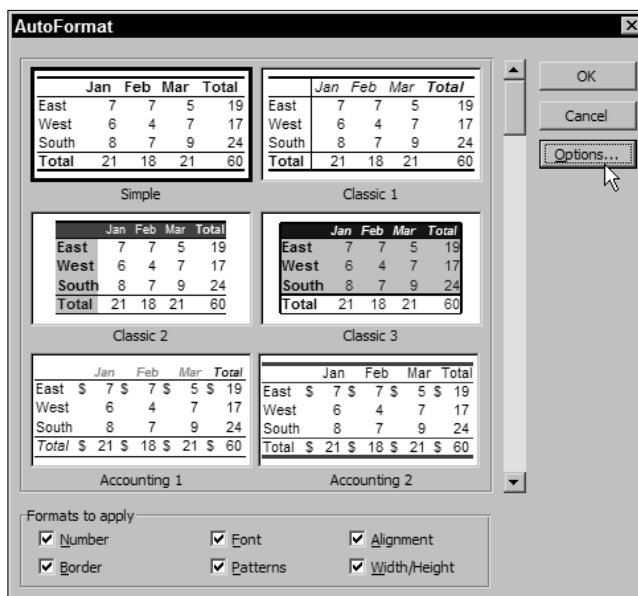 AutoFormat
Jan Feb Mar Total
East 7 7 5 19
West 6 4 7 17
South 8 7 9 24
Total 21 18 21 60
Simple
Jan Feb Mar Total
East 7 7 5 19
West 6 4 7 17
South 8 7 9 24
Total 21 18 21 60
Classic 1
OK
Cancel
Options...
Jan Feb Mar Total
East 7 7 5 19
West 6 4 7 17
South 8 7 9 24
Total 21 18 21 60
Classic 2
Jan Feb Mar Total
East 7 7 5 19
West 6 4 7 17
South 8 7 9 24
Total 21 18 21 60
Classic 3
Jan Feb Mar Total
East $ 7 $ 7 $ 5 $ 19
West 6 4 7 17
South 8 7 9 24
Total $ 21 $ 18 $ 21 $ 60
Accounting 1
Jan Feb Mar Total
East $ 7 $ 7 $ 5 $ 19
West 6 4 7 17
South 8 7 9 24
Total $ 21 $ 18 $ 21 $ 60
Accounting 2
Formats to apply
Number Font Alignment
Border Patterns Width/Height